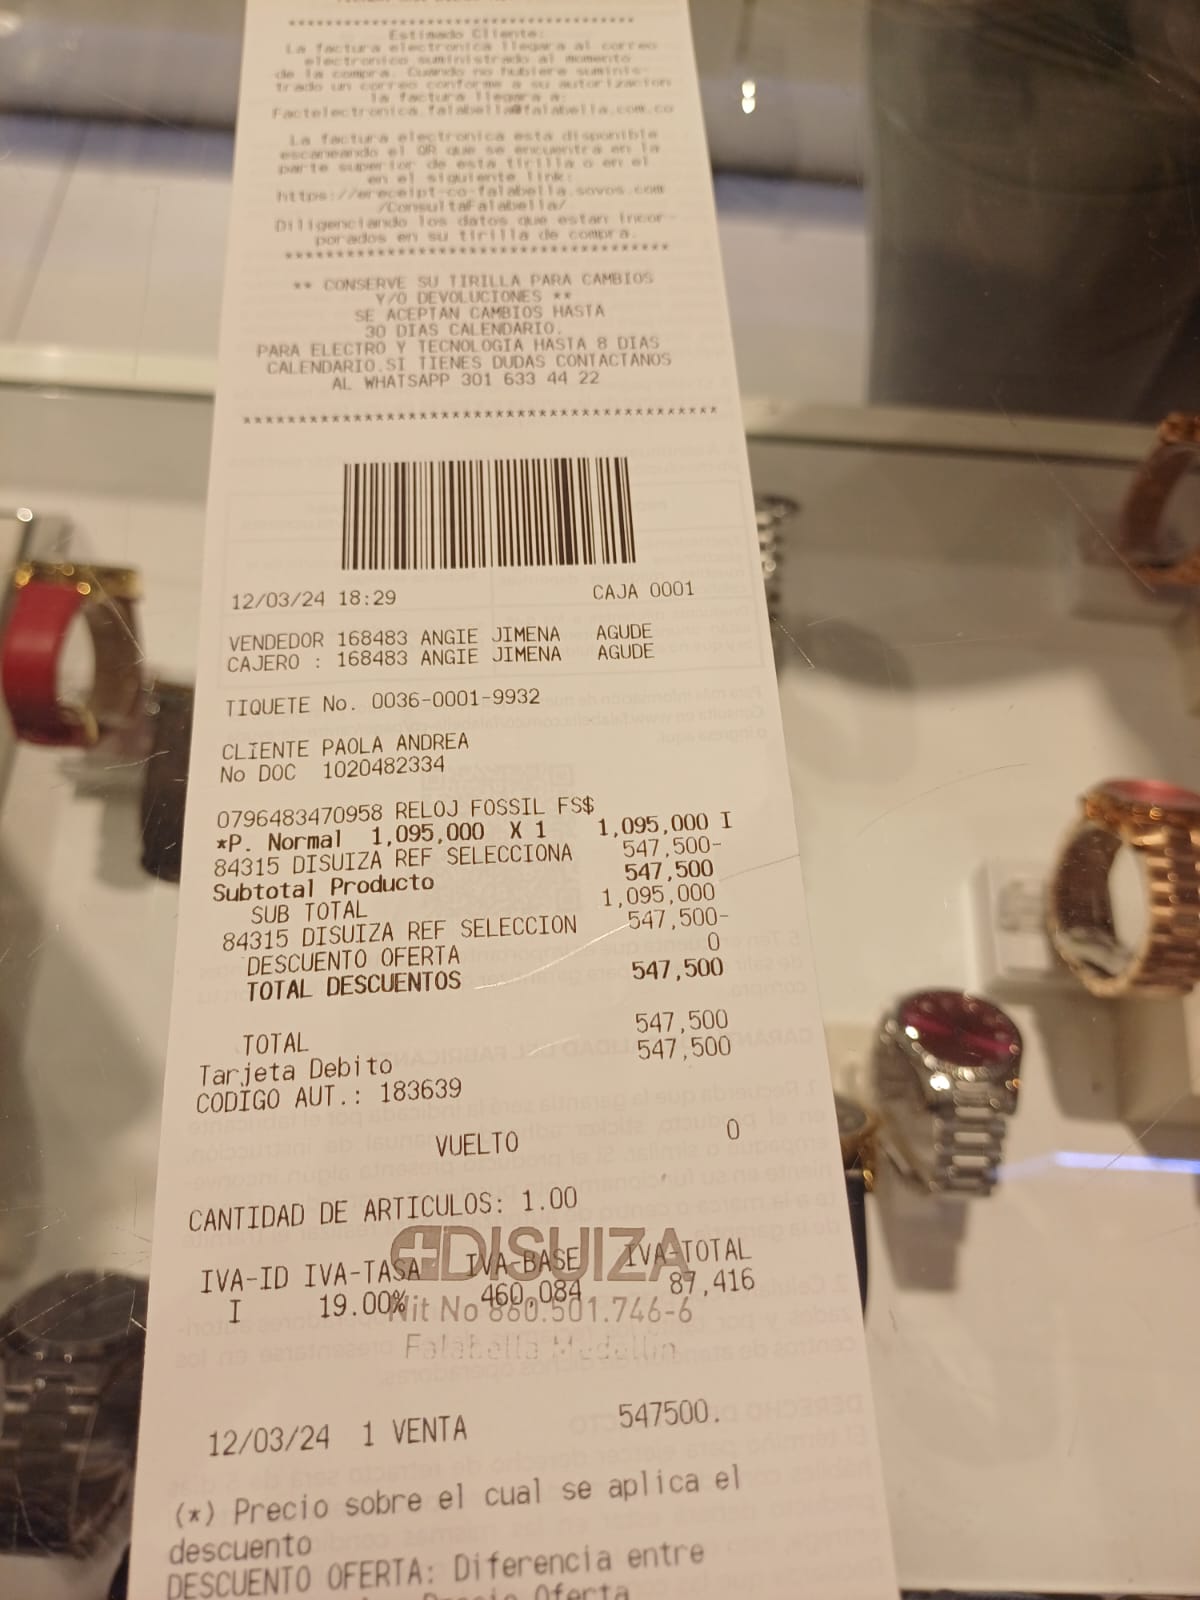 ************************************
Estimado Cliente:
La factura electronica llegara al correo
electronico suministrado al momento
de la compra. Cuando no hubiere suminis-
trado un correo conforme a su autorizacion
la factura llegara a:
Factelectronica.falabella@falabella.com.co
La factura electronica esta disponible
escaneando el QR que se encuentra en la
parte superior de esta tirilla o en el
en el siguiente link:
https://ereceipt-co-falabella.sovos.com
/ConsultaFalabella/
Diligenciando los datos que estan incor-
porados en su tirilla de compra.
****************************************
** CONSERVE SU TIRILLA PARA CAMBIOS
Y/O DEVOLUCIONES **
SE ACEPTAN CAMBIOS HASTA
30 DIAS CALENDARIO.
PARA ELECTRO Y TECNOLOGIA HASTA 8 DIAS
CALENDARIO.SI TIENES DUDAS CONTACTANOS
AL WHATSAPP 301 633 44 22
****************************************
12/03/24 18:29 CAJA 0001
VENDEDOR 168483 ANGIE JIMENA AGUDE
CAJERO : 168483 ANGIE JIMENA AGUDE
TIQUETE No. 0036-0001-9932
CLIENTE PAOLA ANDREA
No DOC 1020482334
0796483470958 RELOJ FOSSIL FS$
*P. Normal 1,095,000 X 1 1,095,000 I
84315 DISUIZA REF SELECCIONA 547,500-
Subtotal Producto 547,500
SUB TOTAL 1,095,000
84315 DISUIZA REF SELECCION 547,500-
DESCUENTO OFERTA 0
TOTAL DESCUENTOS 547,500
TOTAL 547,500
Tarjeta Debito 547,500
CODIGO AUT.: 183639
VUELTO 0
CANTIDAD DE ARTICULOS: 1.00
DISUIZA
IVA-ID IVA-TASA IVA-BASE IVA-TOTAL
I 19.00% 460,084 87,416
Nit No 860.501.746-6
Falabella Medellin
12/03/24 1 VENTA 547500.
(*) Precio sobre el cual se aplica el
descuento
DESCUENTO OFERTA: Diferencia entre
Precio Oferta